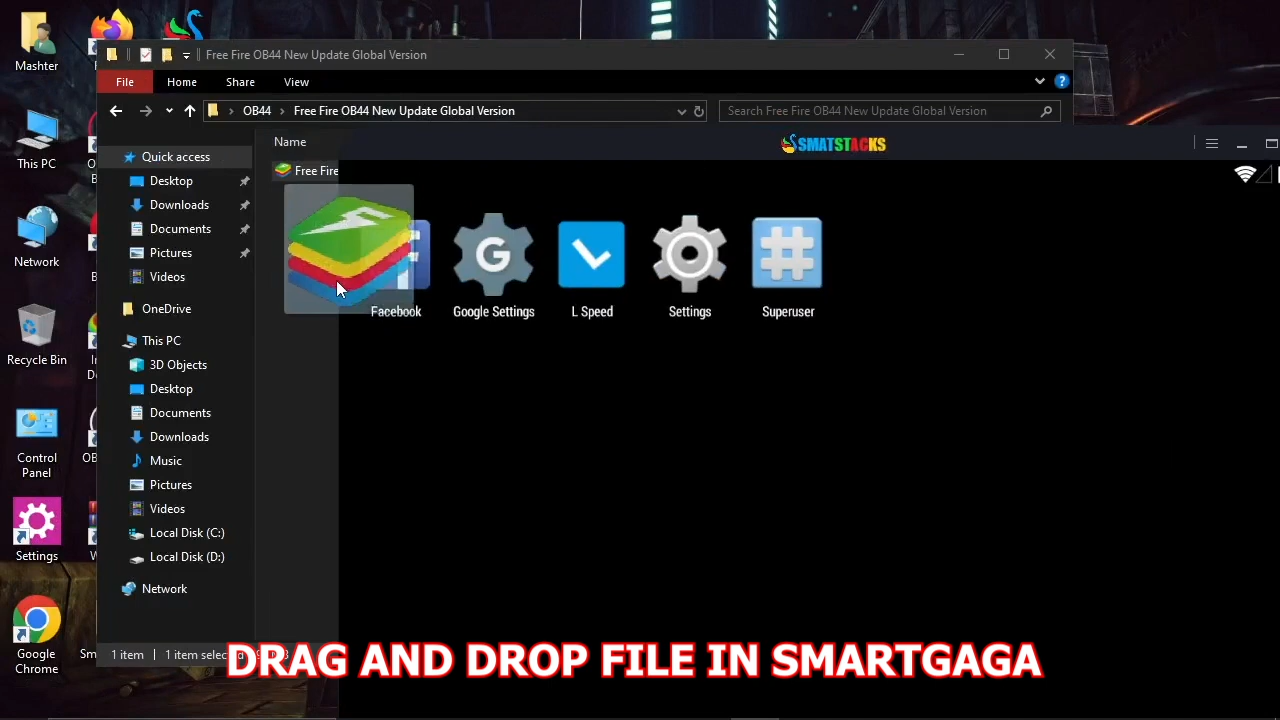 Mashter
This PC
Network
Recycle Bin
Control
Panel
Settings
Google
Chrome
Free Fire OB44 New Update Global Version
File
Home
Share
View
OB44
Free Fire OB44 New Update Global Version
Search Free Fire OB44 New Update Global Version
Quick access
Desktop
Downloads
Documents
Pictures
Videos
OneDrive
This PC
3D Objects
Desktop
Documents
Downloads
Music
Pictures
Videos
Local Disk (C:)
Local Disk (D:)
Network
Name
Free Fire
SMATSTACKS
Facebook
Google Settings
L Speed
Settings
Superuser
1 item
1 item selected
DRAG AND DROP FILE IN SMARTGAGA